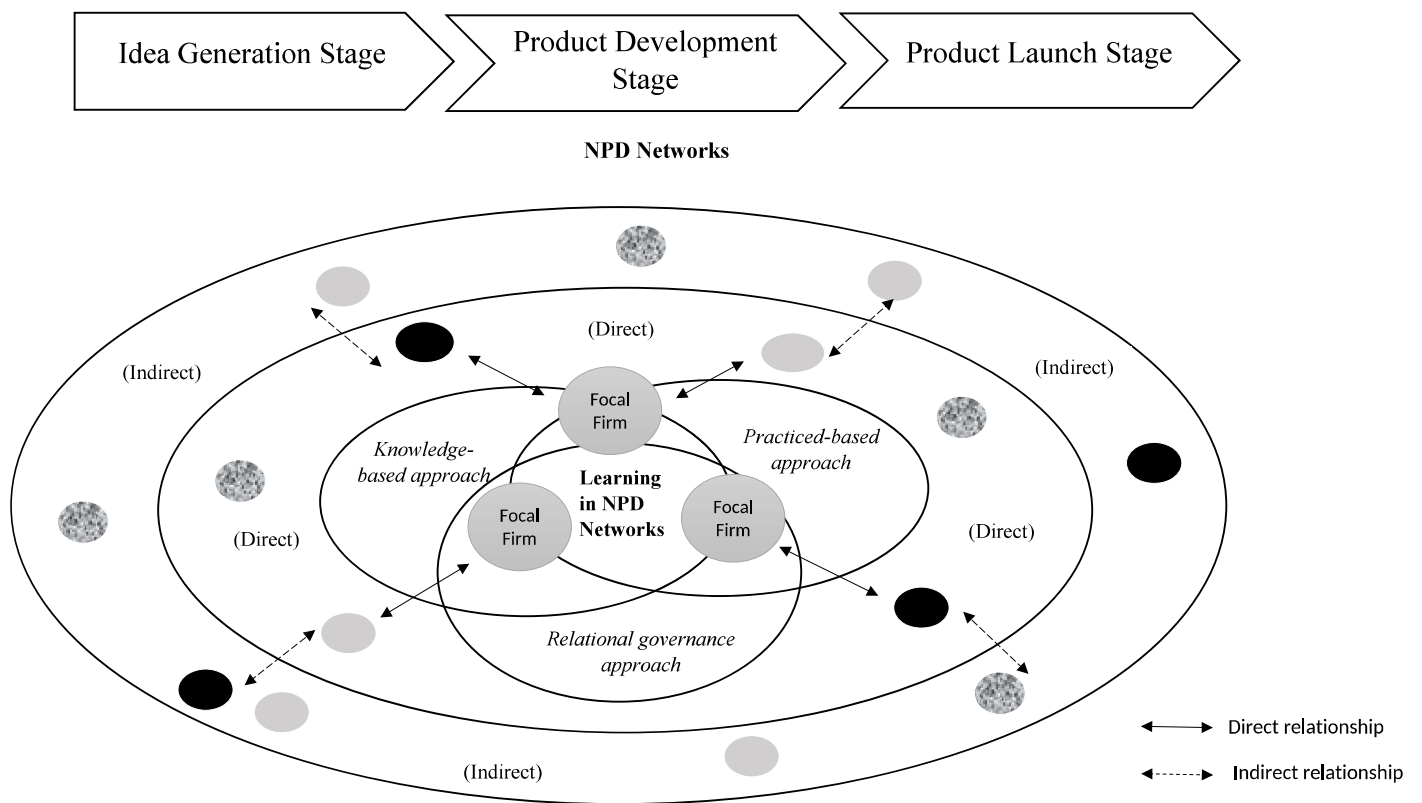 Idea Generation Stage
Product Development
Stage
Product Launch Stage
NPD Networks
(Direct)
(Indirect)
(Indirect)
Focal
Firm
Knowledge-
based approach
Practiced-based
approach
Learning
in NPD
Networks
Focal
Firm
Focal
Firm
(Direct)
(Direct)
Relational governance
approach
(Indirect)
Direct relationship
Indirect relationship